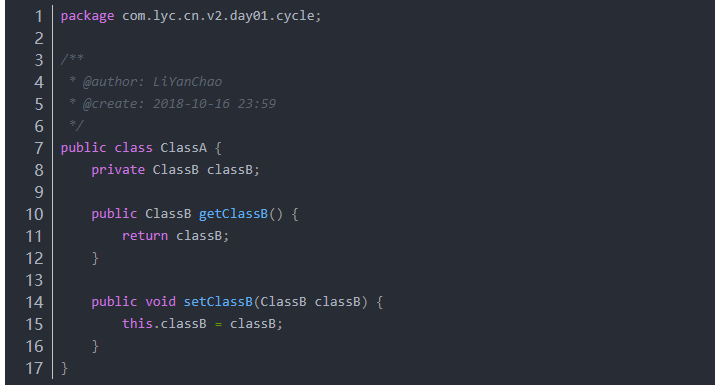 1 package com.lyc.cn.v2.day01.cycle;
2
3 /**
4  * @author: LiYanChao
5  * @create: 2018-10-16 23:59
6  */
7 public class ClassA {
8     private ClassB classB;
9
10     public ClassB getClassB() {
11         return classB;
12     }
13
14     public void setClassB(ClassB classB) {
15         this.classB = classB;
16     }
17 }